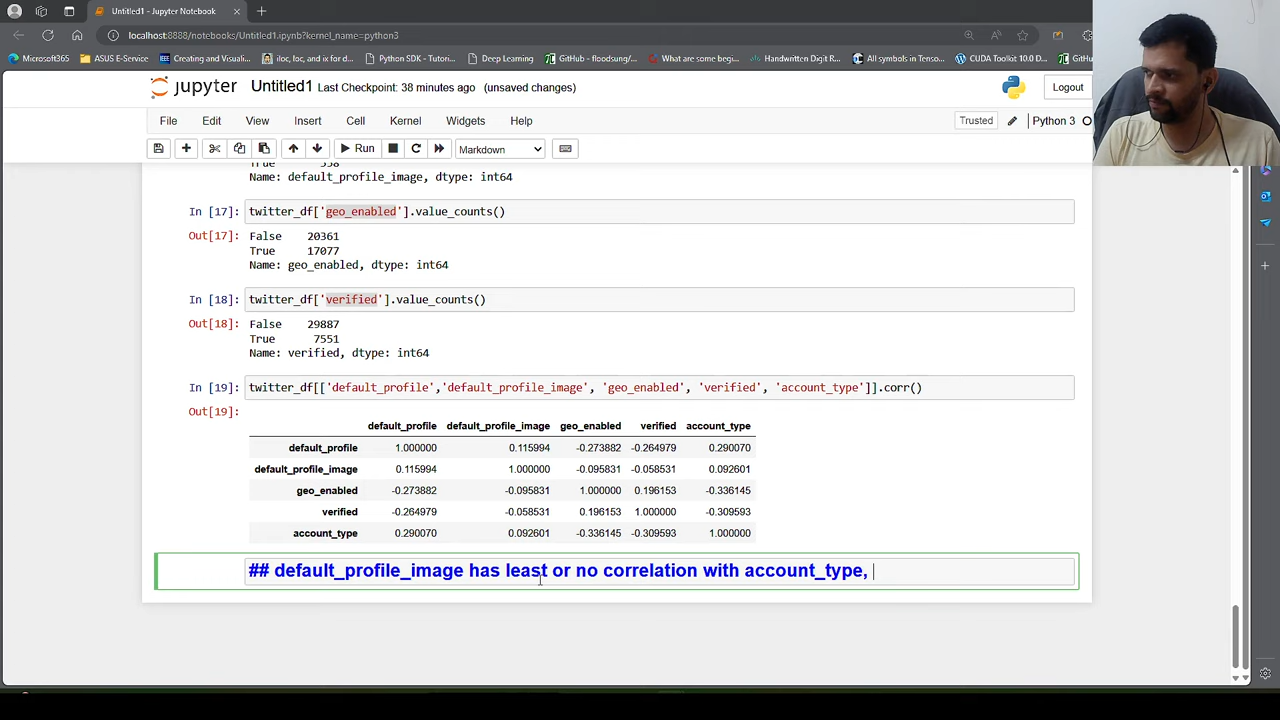 Untitled1 - Jupyter Notebook
localhost:8888/notebooks/Untitled1.ipynb?kernel_name=python3
Microsoft365 ASUS E-Service Creating and Visuali... iloc, loc, and ix for d... Python SDK - Tutori... Deep Learning GitHub - floodsung/... What are some begi... Handwritten Digit R... All symbols in Tenso... CUDA Toolkit 10.0 D... GitHu
jupyter Untitled1 Last Checkpoint: 38 minutes ago (unsaved changes) Logout
File Edit View Insert Cell Kernel Widgets Help Trusted Python 3
Run Markdown
True 558
Name: default_profile_image, dtype: int64
In [17]: twitter_df['geo_enabled'].value_counts()
Out[17]: False 20361
True 17077
Name: geo_enabled, dtype: int64
In [18]: twitter_df['verified'].value_counts()
Out[18]: False 29887
True 7551
Name: verified, dtype: int64
In [19]: twitter_df[['default_profile','default_profile_image', 'geo_enabled', 'verified', 'account_type']].corr()
Out[19]:
default_profile default_profile_image geo_enabled verified account_type
default_profile 1.000000 0.115994 -0.273882 -0.264979 0.290070
default_profile_image 0.115994 1.000000 -0.095831 -0.058531 0.092601
geo_enabled -0.273882 -0.095831 1.000000 0.196153 -0.336145
verified -0.264979 -0.058531 0.196153 1.000000 -0.309593
account_type 0.290070 0.092601 -0.336145 -0.309593 1.000000
## default_profile_image has least or no correlation with account_type,